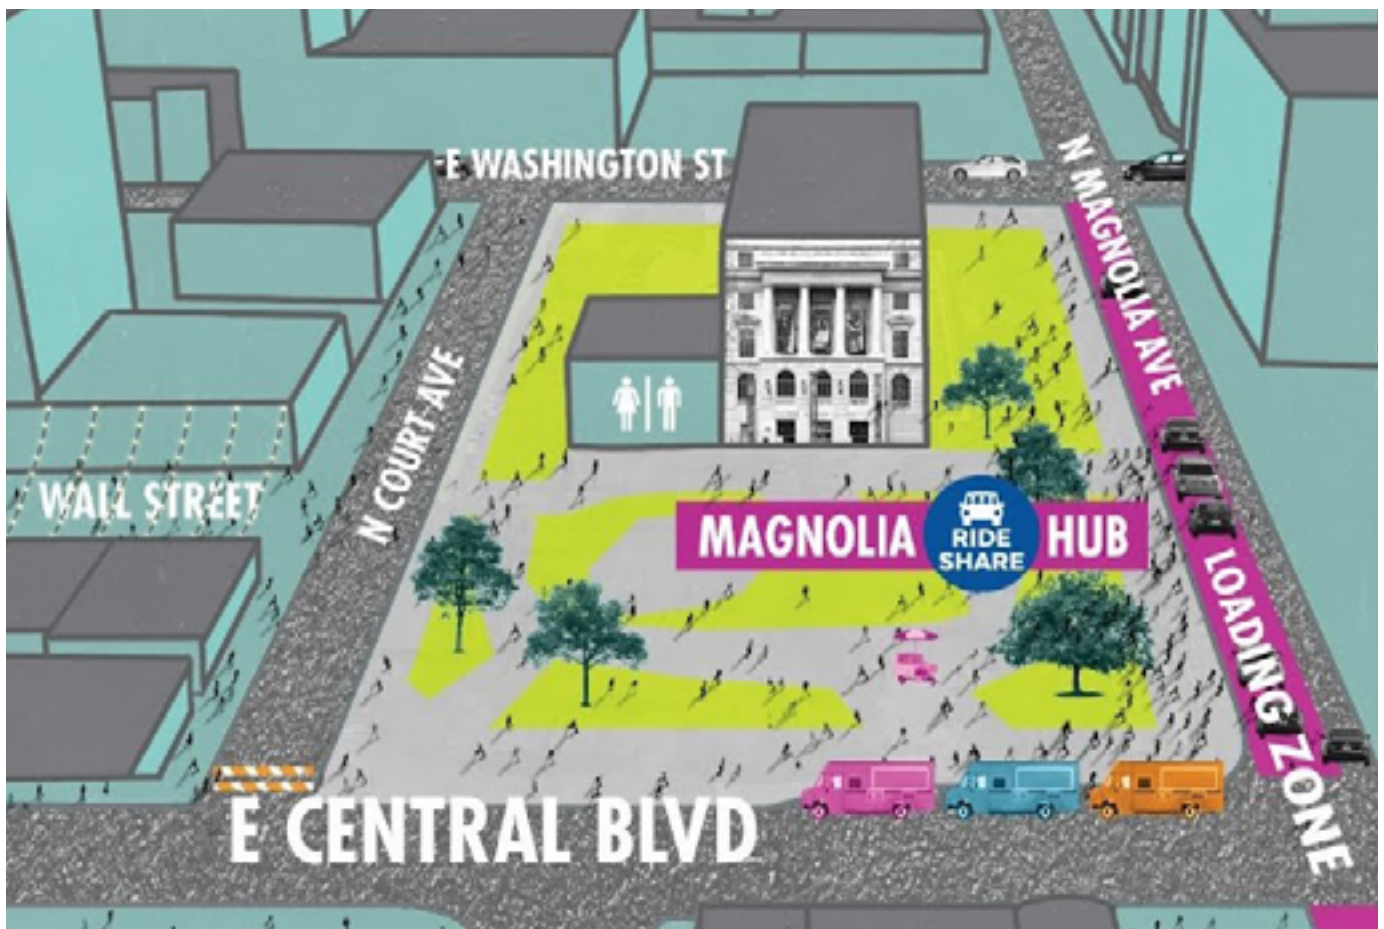 E WASHINGTON ST
N MAGNOLIA AVE
N COURT AVE
WALL STREET
MAGNOLIA RIDE SHARE HUB
LOADING ZONE
E CENTRAL BLVD